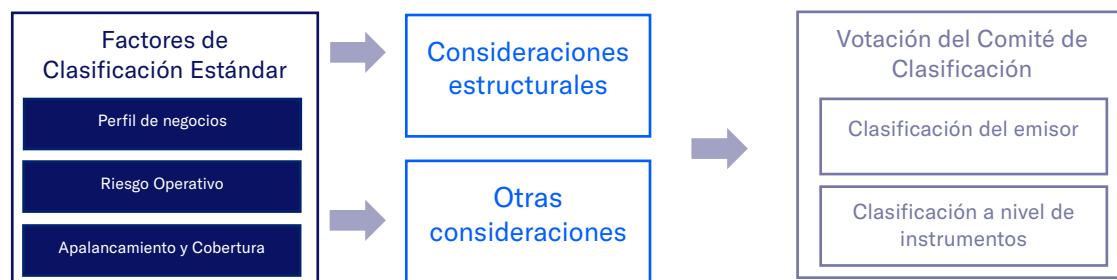 Factores de
Clasificación Estándar
Perfil de negocios
Riesgo Operativo
Apalancamiento y Cobertura
Consideraciones
estructurales
Otras
consideraciones
Votación del Comité de
Clasificación
Clasificación del emisor
Clasificación a nivel de
instrumentos